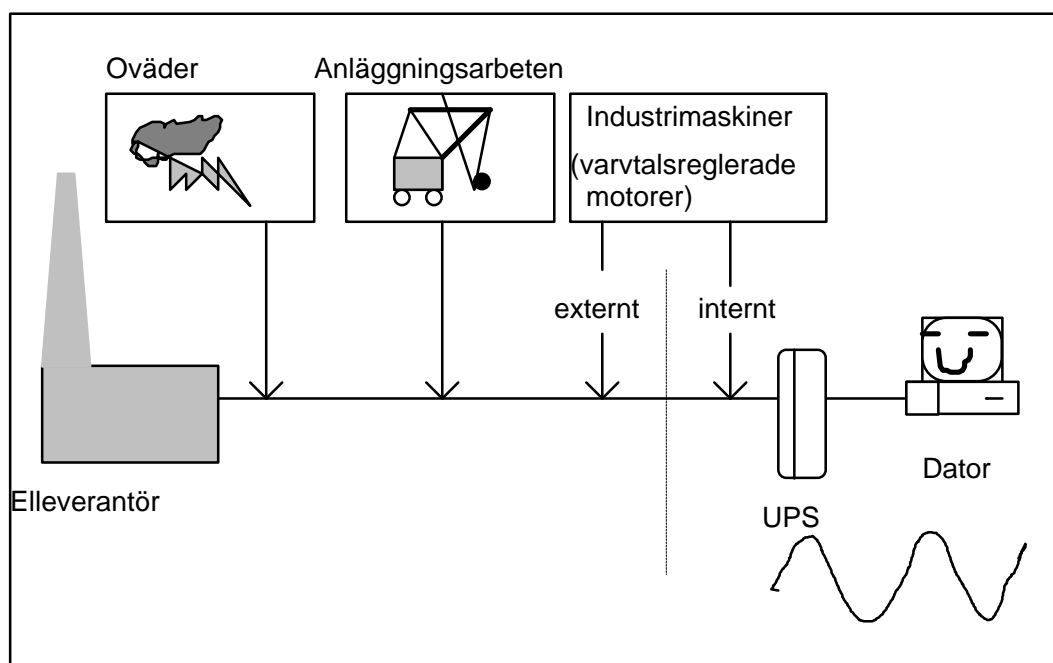 Oväder
Anläggningsarbeten
Industrimaskiner
(varvtalsreglerade
motorer)
externt
internt
Dator
Elleverantör
UPS